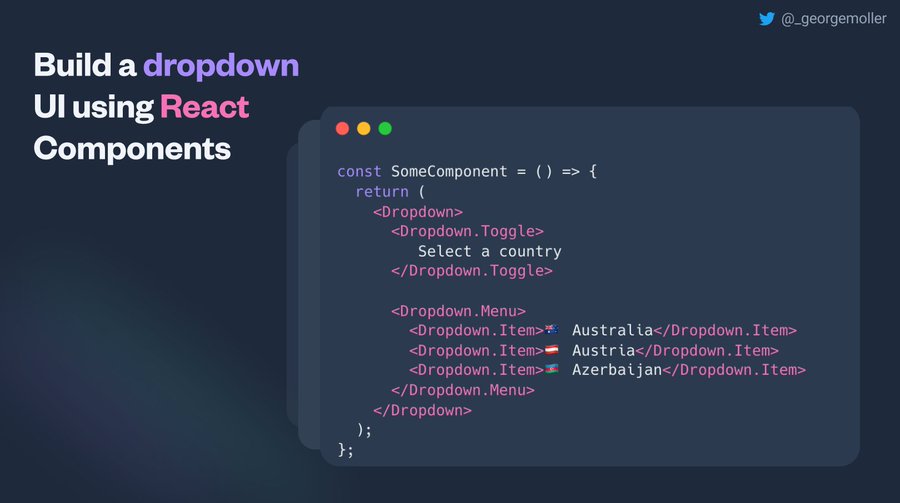 @_georgemoller
Build a dropdown
UI using React
Components
const SomeComponent = () => {
  return (
    <Dropdown>
      <Dropdown.Toggle>
         Select a country
      </Dropdown.Toggle>

      <Dropdown.Menu>
        <Dropdown.Item>🇦🇺 Australia</Dropdown.Item>
        <Dropdown.Item>🇦🇹 Austria</Dropdown.Item>
        <Dropdown.Item>🇦🇿 Azerbaijan</Dropdown.Item>
      </Dropdown.Menu>
    </Dropdown>
  );
};